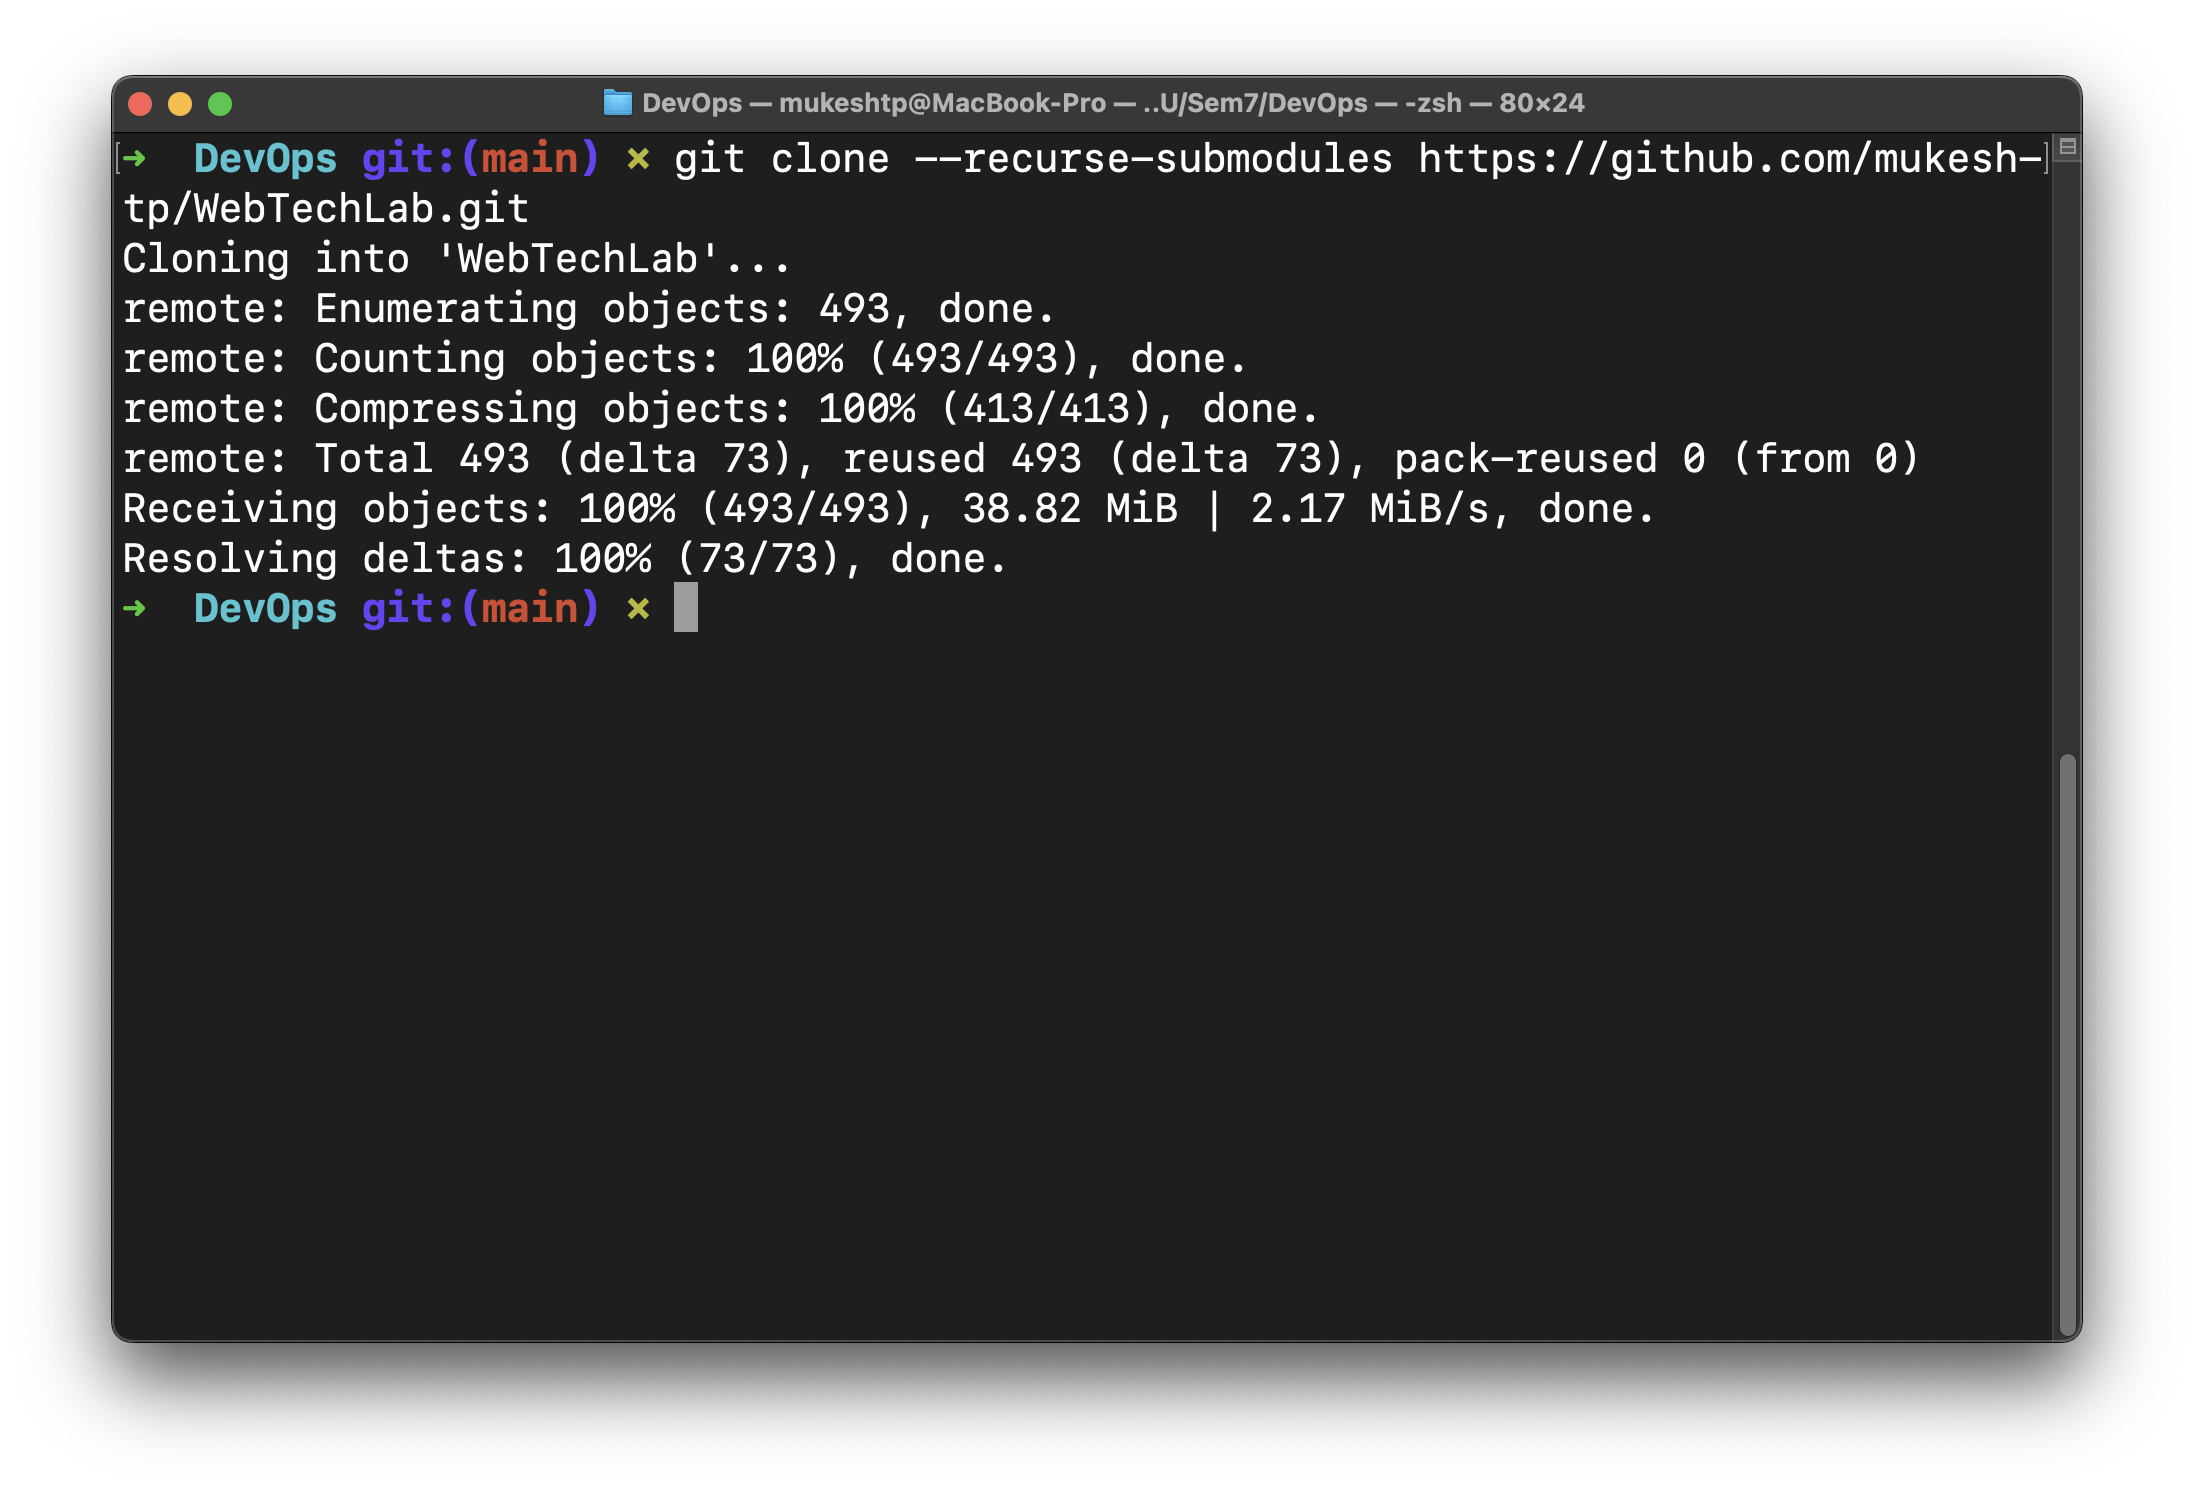 DevOps — mukeshtp@MacBook-Pro — ..U/Sem7/DevOps — -zsh — 80×24
➜  DevOps git:(main) ✗ git clone --recurse-submodules https://github.com/mukesh-
tp/WebTechLab.git
Cloning into 'WebTechLab'...
remote: Enumerating objects: 493, done.
remote: Counting objects: 100% (493/493), done.
remote: Compressing objects: 100% (413/413), done.
remote: Total 493 (delta 73), reused 493 (delta 73), pack-reused 0 (from 0)
Receiving objects: 100% (493/493), 38.82 MiB | 2.17 MiB/s, done.
Resolving deltas: 100% (73/73), done.
➜  DevOps git:(main) ✗